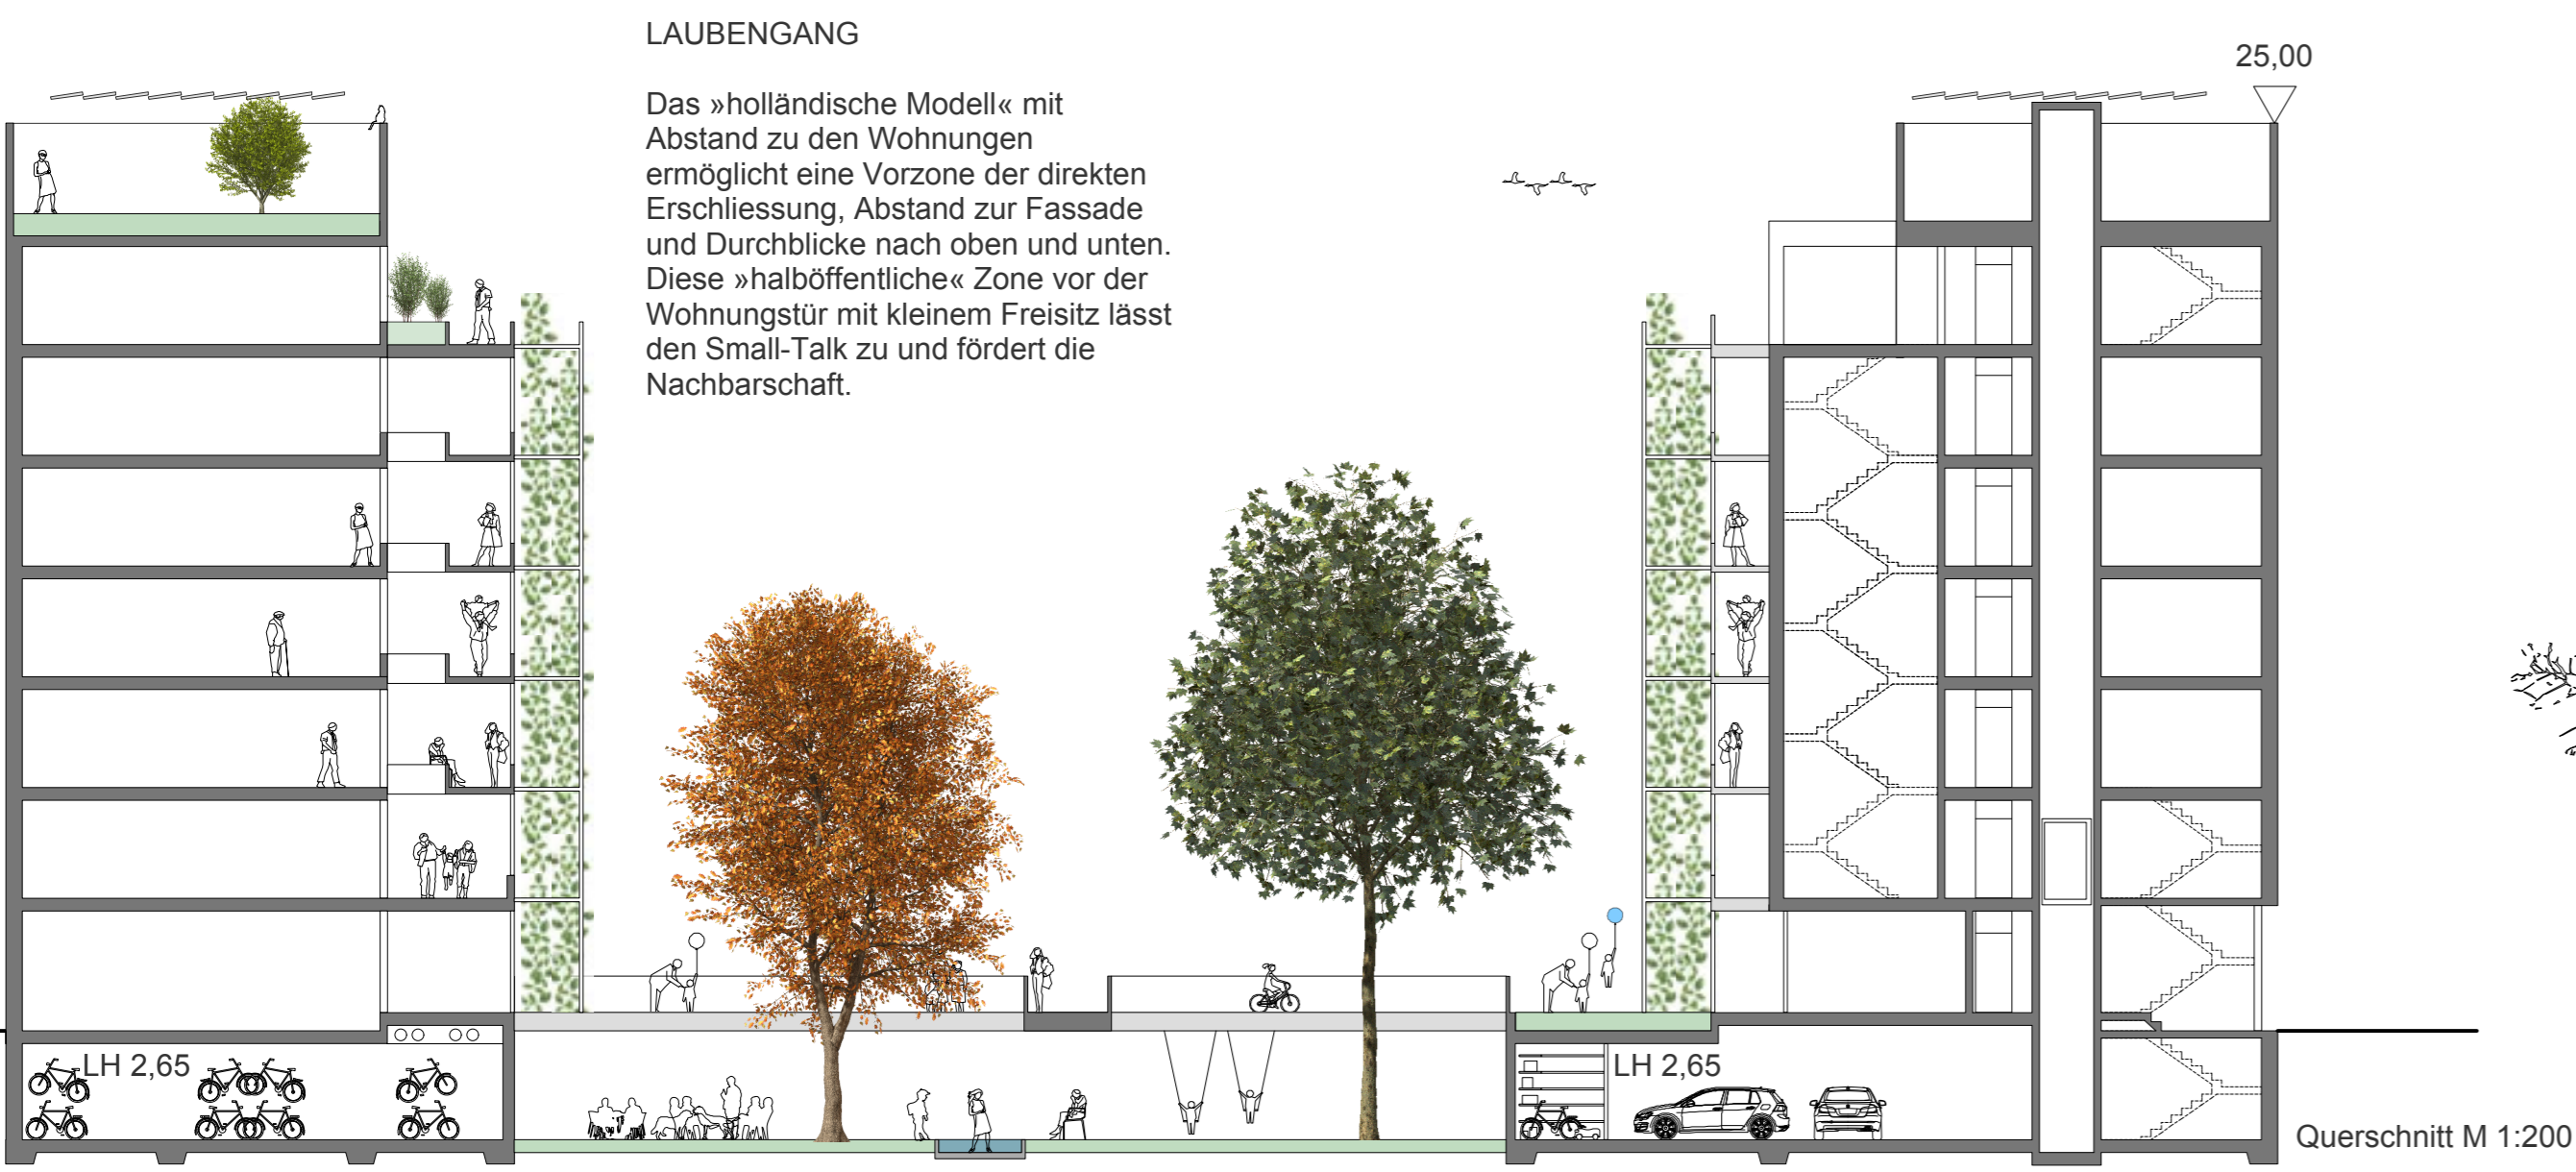 LAUBENGANG
Das »holländische Modell« mit
Abstand zu den Wohnungen
ermöglicht eine Vorzone der direkten
Erschliessung, Abstand zur Fassade
und Durchblicke nach oben und unten.
Diese »halböffentliche« Zone vor der
Wohnungstür mit kleinem Freisitz lässt
den Small-Talk zu und fördert die
Nachbarschaft.
25,00
LH 2,65
LH 2,65
Querschnitt M 1:200